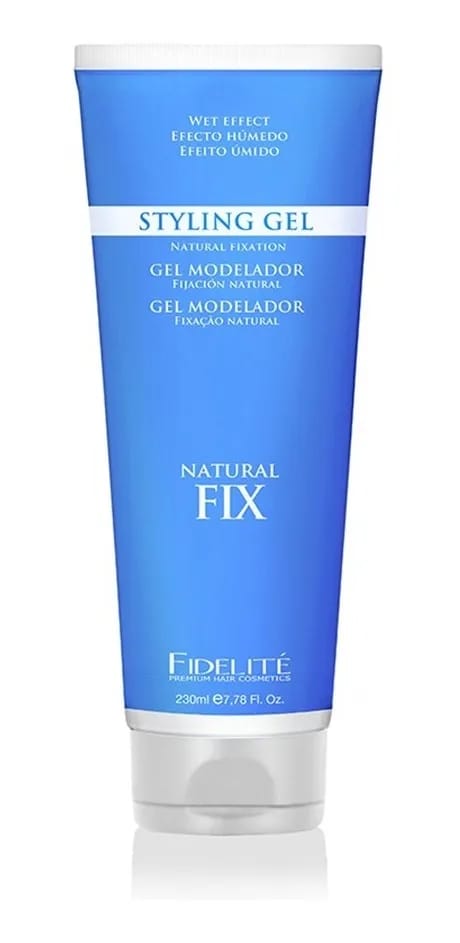 WET EFFECT
EFECTO HÚMEDO
EFEITO ÚMIDO
STYLING GEL
NATURAL FIXATION
GEL MODELADOR
FIJACIÓN NATURAL
GEL MODELADOR
FIXAÇÃO NATURAL
NATURAL
FIX
FIDELITÉ
PREMIUM HAIR COSMETICS
230ml ℮7,78 Fl. Oz.